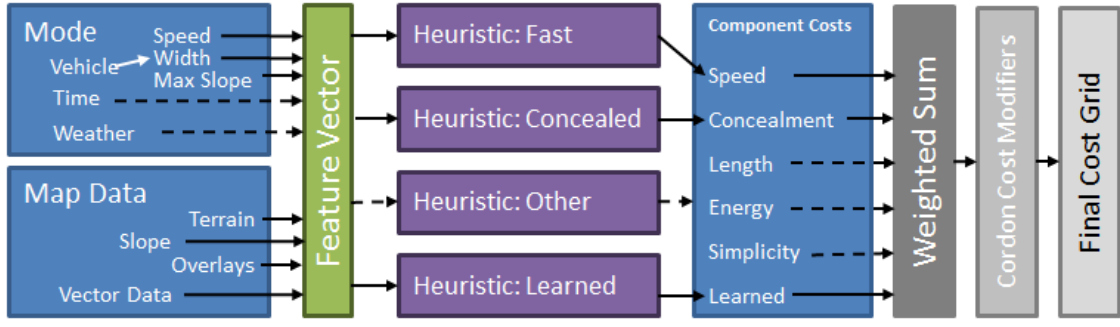 Mode
Speed
Vehicle
Width
Max Slope
Time
Weather
Map Data
Terrain
Slope
Overlays
Vector Data
Feature Vector
Heuristic: Fast
Heuristic: Concealed
Heuristic: Other
Heuristic: Learned
Component Costs
Speed
Concealment
Length
Energy
Simplicity
Learned
Weighted Sum
Cordon Cost Modifiers
Final Cost Grid